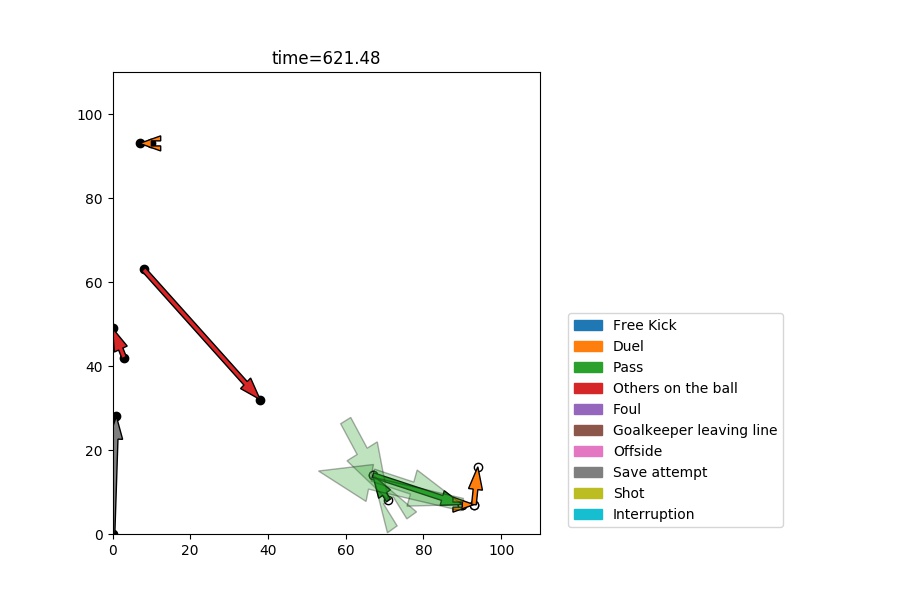 time=621.48
100
80
60
40
20
0
0
20
40
60
80
100
Free Kick
Duel
Pass
Others on the ball
Foul
Goalkeeper leaving line
Offside
Save attempt
Shot
Interruption